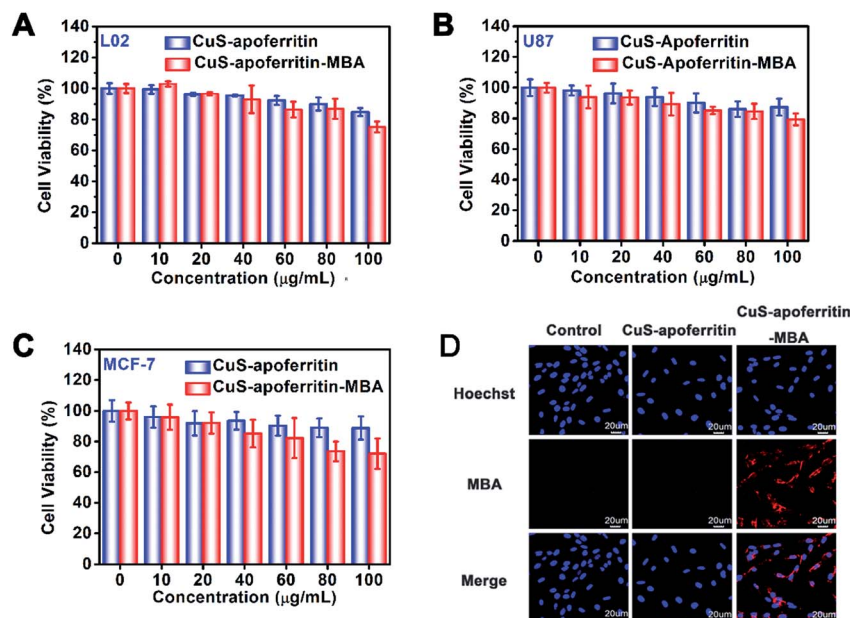 A
140
120
100
80
60
40
20
0
Cell Viability (%)
L02
CuS-apoferritin
CuS-apoferritin-MBA
0 10 20 40 60 80 100
Concentration (μg/mL)
B
140
120
100
80
60
40
20
0
Cell Viability (%)
U87
CuS-Apoferritin
CuS-Apoferritin-MBA
0 10 20 40 60 80 100
Concentration (μg/mL)
C
140
120
100
80
60
40
20
0
Cell Viability (%)
MCF-7
CuS-apoferritin
CuS-apoferritin-MBA
0 10 20 40 60 80 100
Concentration (μg/mL)
D
Control
CuS-apoferritin
CuS-apoferritin
-MBA
Hoechst
20um
20um
20um
MBA
20um
20um
20um
Merge
20um
20um
20um